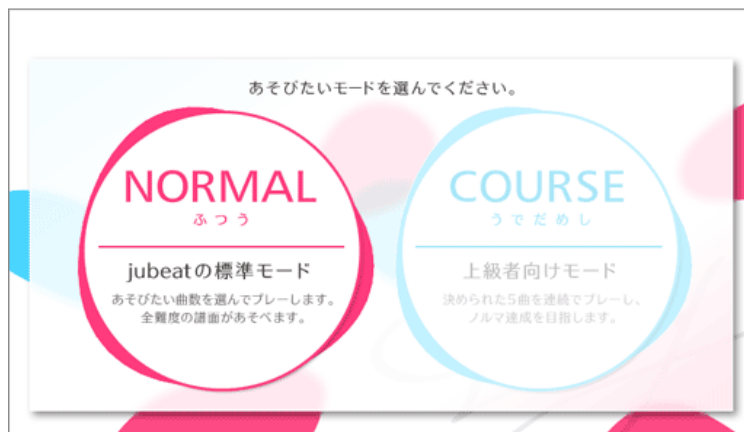 あそびたいモードを選んでください。
NORMAL
ふつう
jubeatの標準モード
あそびたい曲数を選んでプレーします。
全難度の譜面があそべます。
COURSE
うでだめし
上級者向けモード
決められた5曲を連続でプレーし、
ノルマ達成を目指します。